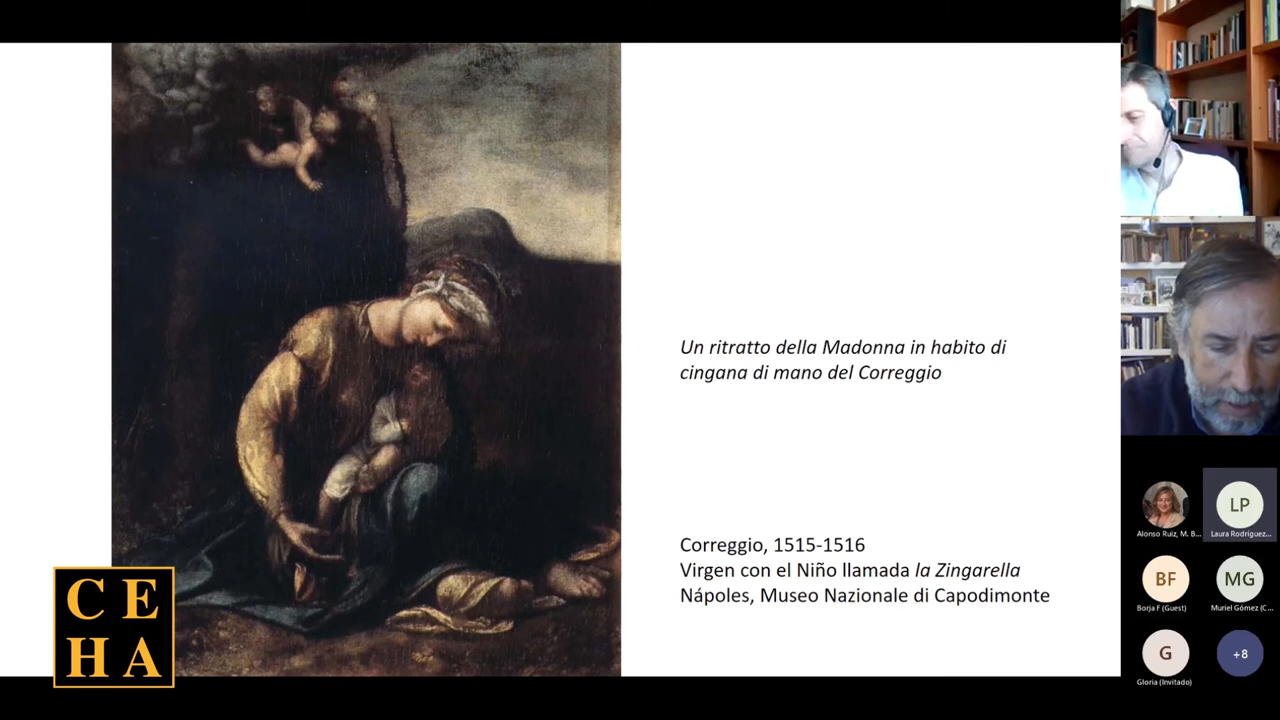 Un ritratto della Madonna in habito di
cingana di mano del Correggio
Correggio, 1515-1516
Virgen con el Niño llamada la Zingarella
Nápoles, Museo Nazionale di Capodimonte
C E
H A
Alonso Ruiz, M. B...
LP
Laura Rodríguez...
BF
Borja F (Guest)
MG
Muriel Gómez (C...
G
Gloria (Invitado)
+8